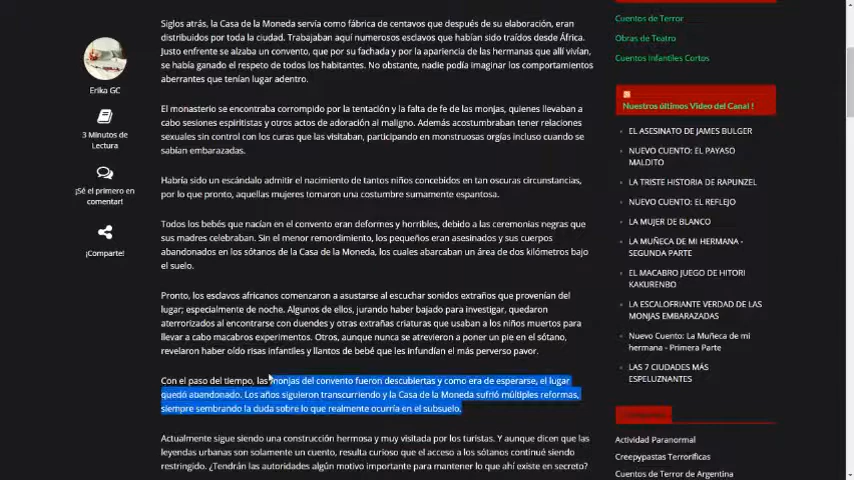 Siglos atrás, la Casa de la Moneda servía como fábrica de centavos que después de su elaboración, eran
distribuidos por toda la ciudad. Trabajaban aquí numerosos esclavos que habían sido traídos desde África.
Justo enfrente se alzaba un convento, que por su fachada y por la apariencia de las hermanas que allí vivían,
se había ganado el respeto de todos los habitantes. No obstante, nadie podía imaginar los comportamientos
aberrantes que tenían lugar adentro.
El monasterio se encontraba corrompido por la tentación y la falta de fe de las monjas, quienes llevaban a
cabo sesiones espiritistas y otros actos de adoración al maligno. Además acostumbraban tener relaciones
sexuales sin control con los curas que las visitaban, participando en monstruosas orgías incluso cuando se
sabían embarazadas.
Habría sido un escándalo admitir el nacimiento de tantos niños concebidos en tan oscuras circunstancias,
por lo que pronto, aquellas mujeres tomaron una costumbre sumamente espantosa.
Todos los bebés que nacían en el convento eran deformes y horribles, debido a las ceremonias negras que
sus madres celebraban. Sin el menor remordimiento, los pequeños eran asesinados y sus cuerpos
abandonados en los sótanos de la Casa de la Moneda, los cuales abarcaban un área de dos kilómetros bajo
el suelo.
Pronto, los esclavos africanos comenzaron a asustarse al escuchar sonidos extraños que provenían del
lugar; especialmente de noche. Algunos de ellos, jurando haber bajado para investigar, quedaron
aterrorizados al encontrarse con duendes y otras extrañas criaturas que usaban a los niños muertos para
llevar a cabo macabros experimentos. Otros, aunque nunca se atrevieron a poner un pie en el sótano,
revelaron haber oído risas infantiles y llantos de bebé que les infundían el más perverso pavor.
Con el paso del tiempo, las monjas del convento fueron descubiertas y como era de esperarse, el lugar
quedó abandonado. Los años siguieron transcurriendo y la Casa de la Moneda sufrió múltiples reformas,
siempre sembrando la duda sobre lo que realmente ocurría en el subsuelo.
Actualmente sigue siendo una construcción hermosa y muy visitada por los turistas. Y aunque dicen que las
leyendas urbanas son solamente un cuento, resulta curioso que el acceso a los sótanos continué siendo
restringido. ¿Tendrán las autoridades algún motivo importante para mantener lo que ahí existe en secreto?
Erika GC
3 Minutos de
Lectura
¡Sé el primero en
comentar!
¡Comparte!
Cuentos de Terror
Obras de Teatro
Cuentos Infantiles Cortos
Nuestros últimos Video del Canal !
EL ASESINATO DE JAMES BULGER
NUEVO CUENTO: EL PAYASO
MALDITO
LA TRISTE HISTORIA DE RAPUNZEL
NUEVO CUENTO: EL REFLEJO
LA MUJER DE BLANCO
LA MUÑECA DE MI HERMANA -
SEGUNDA PARTE
EL MACABRO JUEGO DE HITORI
KAKURENBO
LA ESCALOFRIANTE VERDAD DE LAS
MONJAS EMBARAZADAS
Nuevo Cuento: La Muñeca de mi
hermana - Primera Parte
LAS 7 CIUDADES MÁS
ESPELUZNANTES
Actividad Paranormal
Creepypastas Terroríficas
Cuentos de Terror de Argentina